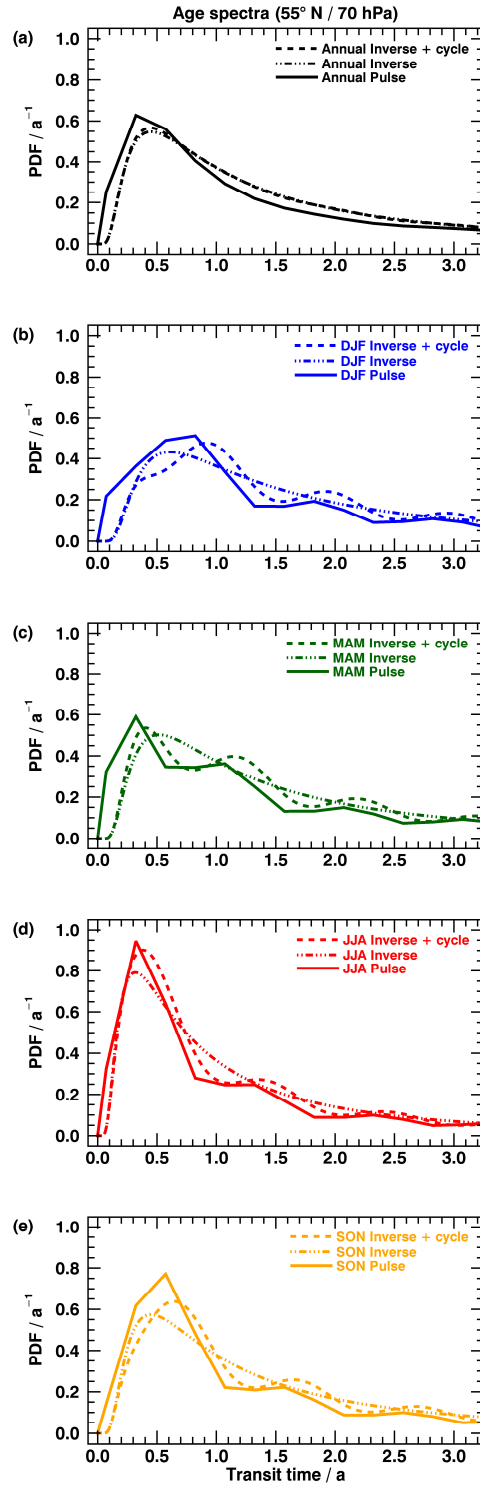 Age spectra (55° N / 70 hPa)
(a)
Annual Inverse + cycle
Annual Inverse
Annual Pulse
PDF / a⁻¹
1.0
0.8
0.6
0.4
0.2
0.0
0.0 0.5 1.0 1.5 2.0 2.5 3.0
(b)
DJF Inverse + cycle
DJF Inverse
DJF Pulse
PDF / a⁻¹
1.0
0.8
0.6
0.4
0.2
0.0
0.0 0.5 1.0 1.5 2.0 2.5 3.0
(c)
MAM Inverse + cycle
MAM Inverse
MAM Pulse
PDF / a⁻¹
1.0
0.8
0.6
0.4
0.2
0.0
0.0 0.5 1.0 1.5 2.0 2.5 3.0
(d)
JJA Inverse + cycle
JJA Inverse
JJA Pulse
PDF / a⁻¹
1.0
0.8
0.6
0.4
0.2
0.0
0.0 0.5 1.0 1.5 2.0 2.5 3.0
(e)
SON Inverse + cycle
SON Inverse
SON Pulse
PDF / a⁻¹
1.0
0.8
0.6
0.4
0.2
0.0
0.0 0.5 1.0 1.5 2.0 2.5 3.0
Transit time / a